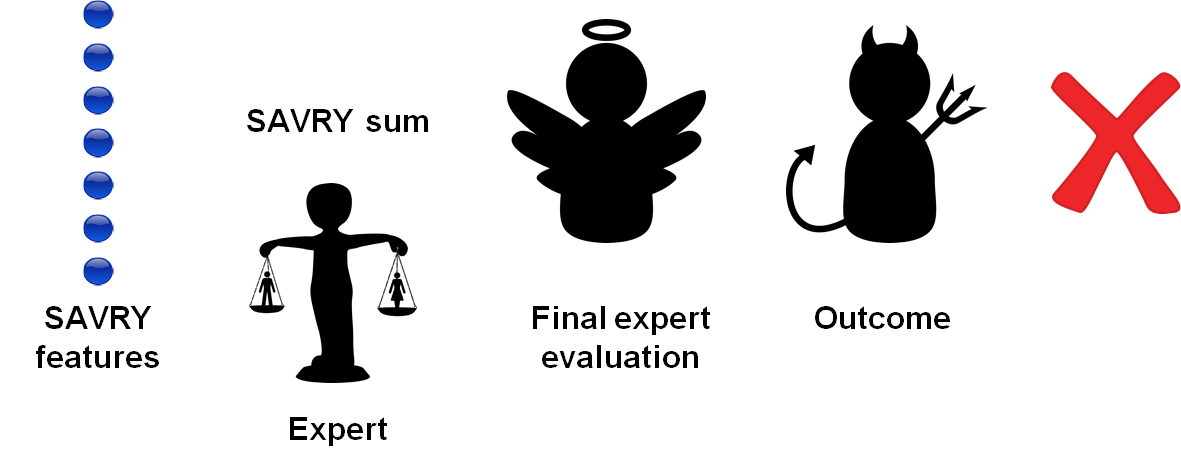 SAVRY
features
SAVRY sum
Expert
Final expert
evaluation
Outcome